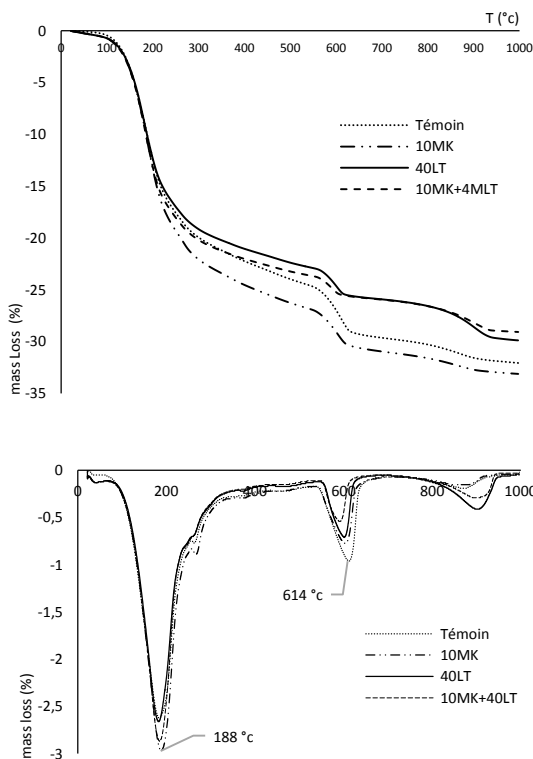 T (°c)
0
0 100 200 300 400 500 600 700 800 900 1000
-5
-10
-15
-20
-25
-30
-35
mass Loss (%)
Témoin
10MK
40LT
10MK+4MLT
0
0 200 400 600 800 1000
-0,5
-1
-1,5
-2
-2,5
-3
mass loss (%)
614 °c
188 °c
Témoin
10MK
40LT
10MK+40LT